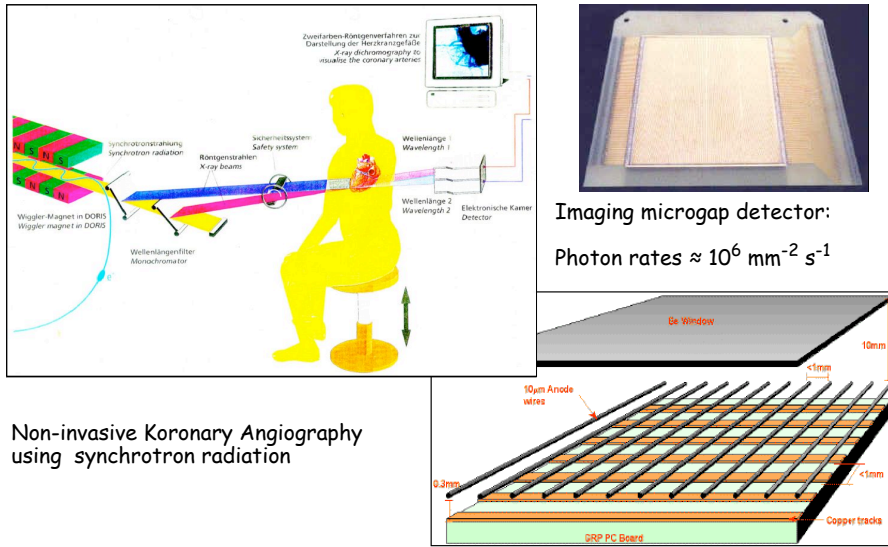 Zweifarben-Röntgenverfahren zur
Darstellung der Herzkranzgefäße
X-ray dichromography to
visualise the coronary arteries
Synchrotronstrahlung
Synchrotron radiation
Sicherheitssystem
Safety system
Röntgenstrahlen
X-ray beams
Wellenlänge 1
Wavelength 1
N S N S
S N S N
Wiggler-Magnet in DORIS
Wiggler magnet in DORIS
Wellenlängenfilter
Monochromator
Wellenlänge 2
Wavelength 2
Elektronische Kamer
Detector
e⁻
Imaging microgap detector:
Photon rates ≈ 10⁶ mm⁻² s⁻¹
Non-invasive Koronary Angiography
using synchrotron radiation
Be Window
10mm
<1mm
10µm Anode
wires
<1mm
0.3mm
Copper tracks
GRP PC Board